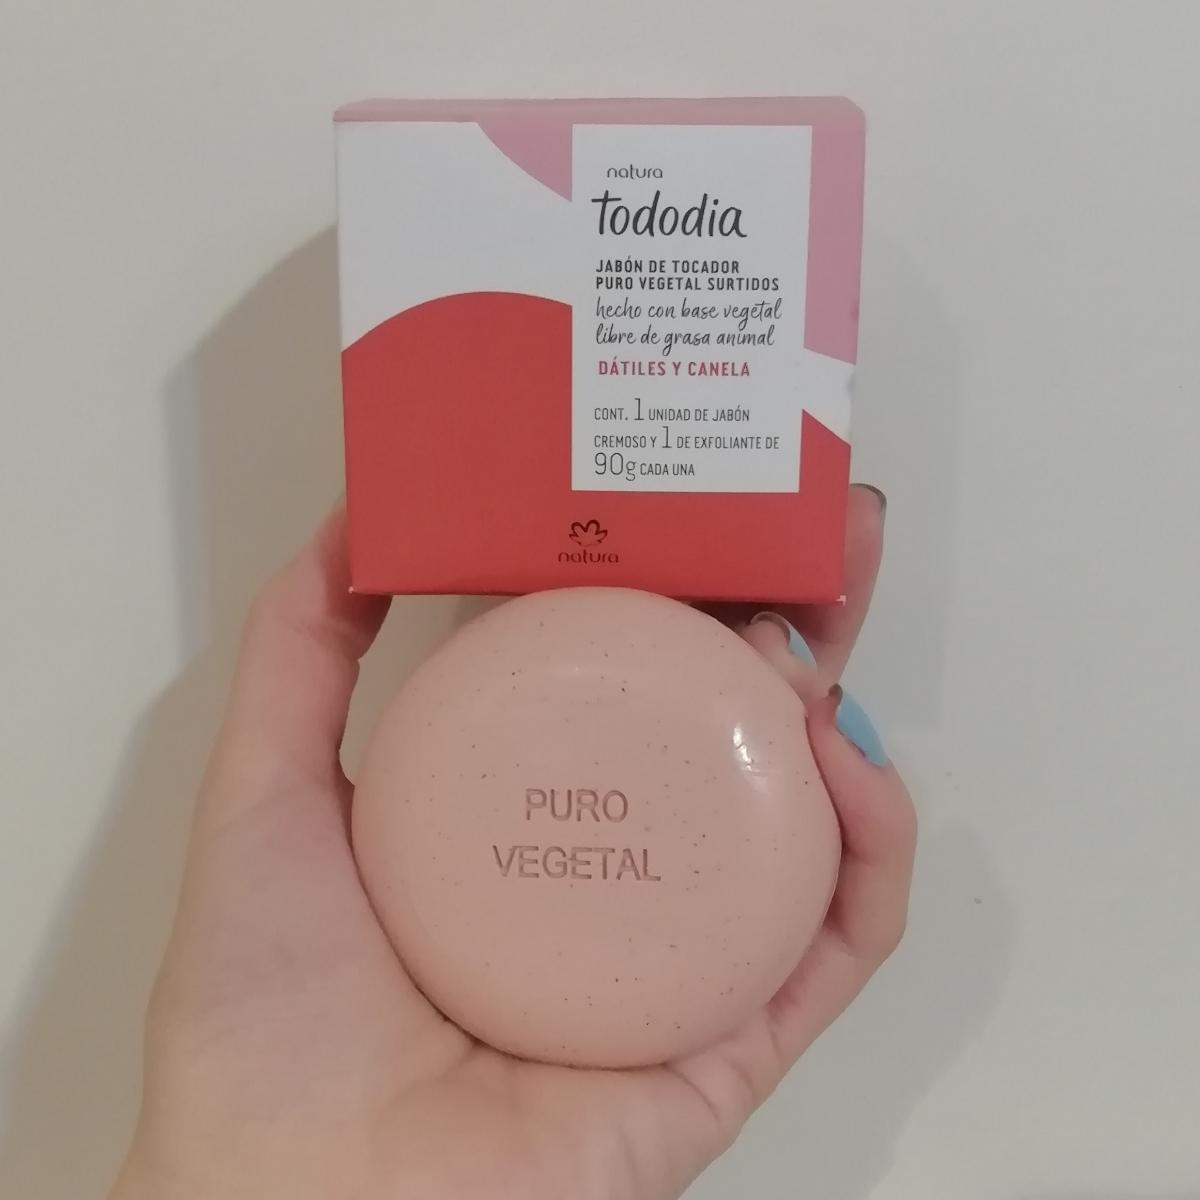 natura
tododia
JABÓN DE TOCADOR
PURO VEGETAL SURTIDOS
hecho con base vegetal
libre de grasa animal
DÁTILES Y CANELA
CONT. 1 UNIDAD DE JABÓN
CREMOSO Y 1 DE EXFOLIANTE DE
90g CADA UNA
natura
PURO
VEGETAL